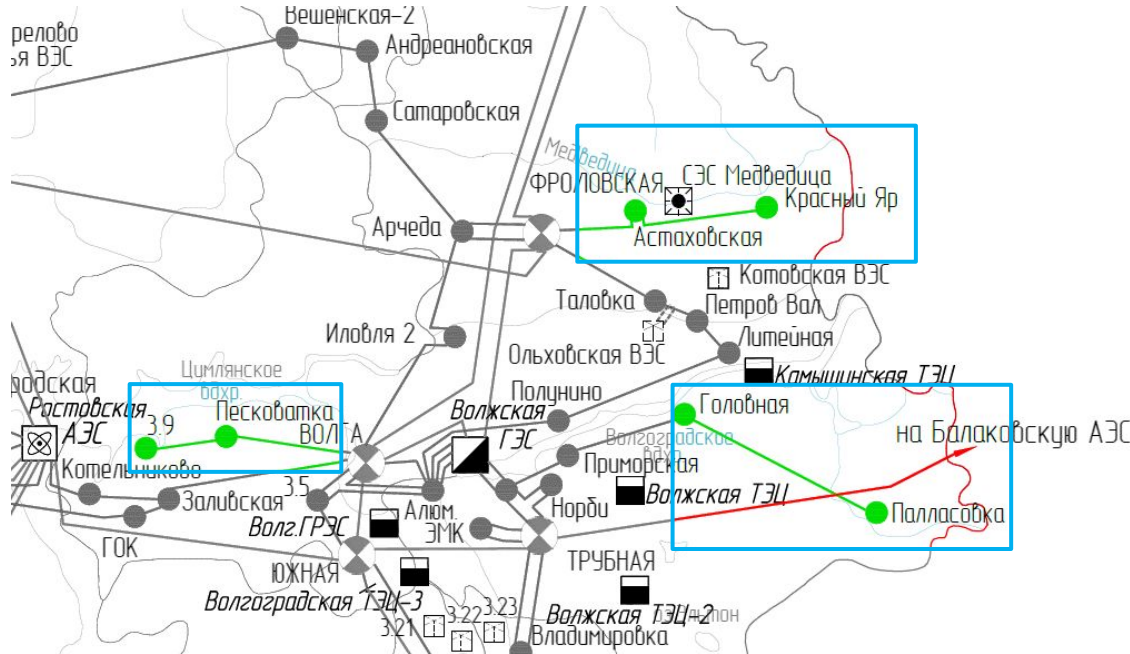 Вешенская-2
релово
ья ВЭС
Андреановская
Сатаровская
Медведица
СЭС Медведица
ФРОЛОВСКАЯ
Красный Яр
Арчеда
Астаховская
Котовская ВЭС
Таловка
Петров Вал
Иловля 2
Литейная
Ольховская ВЭС
Цимлянское
вдхр.
Камышинская ТЭЦ
родская
Полунино
Ростовская
Песковатка
Волжская
Головная
3.9
ВОЛГА
ГЭС
Волгоградское
вдхр.
на Балаковскую АЭС
АЭС
Котельниково
Приморская
3.5
Заливская
Алюм.
Норби
Волжская ТЭЦ
Волг.ГРЭС
ЭМК
Палласовка
ГОК
ЮЖНАЯ
ТРУБНАЯ
Волгоградская ТЭЦ-3
3.21
3.22
3.23
Волжская ТЭЦ-2
Владимировка